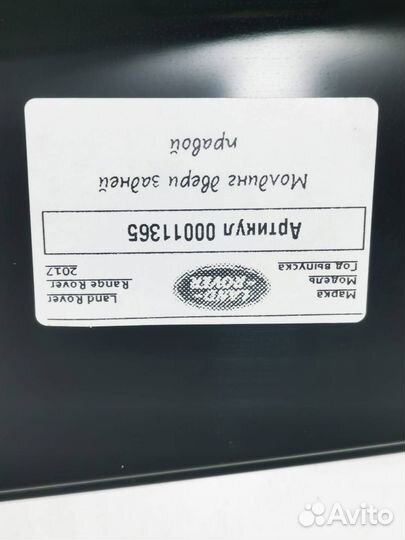 Марка Land Rover
Модель Range Rover
Год выпуска 2017
LAND-
ROVER
Артикул 00011365
Молдинг двери задней
правой
Avito